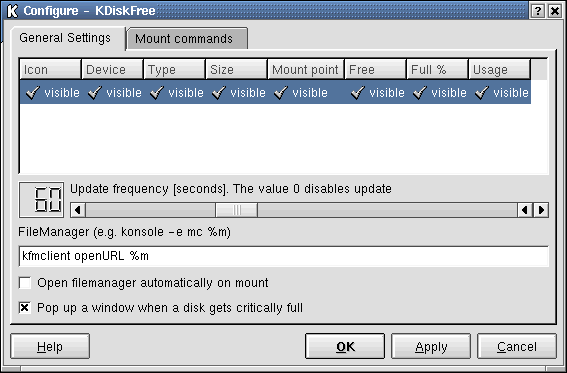 Configure - KDiskFree
General Settings Mount commands
Icon Device Type Size Mount point Free Full % Usage
visible visible visible visible visible visible visible visible
60 Update frequency [seconds]. The value 0 disables update
FileManager (e.g. konsole -e mc %m)
kfmclient openURL %m
Open filemanager automatically on mount
Pop up a window when a disk gets critically full
Help OK Apply Cancel